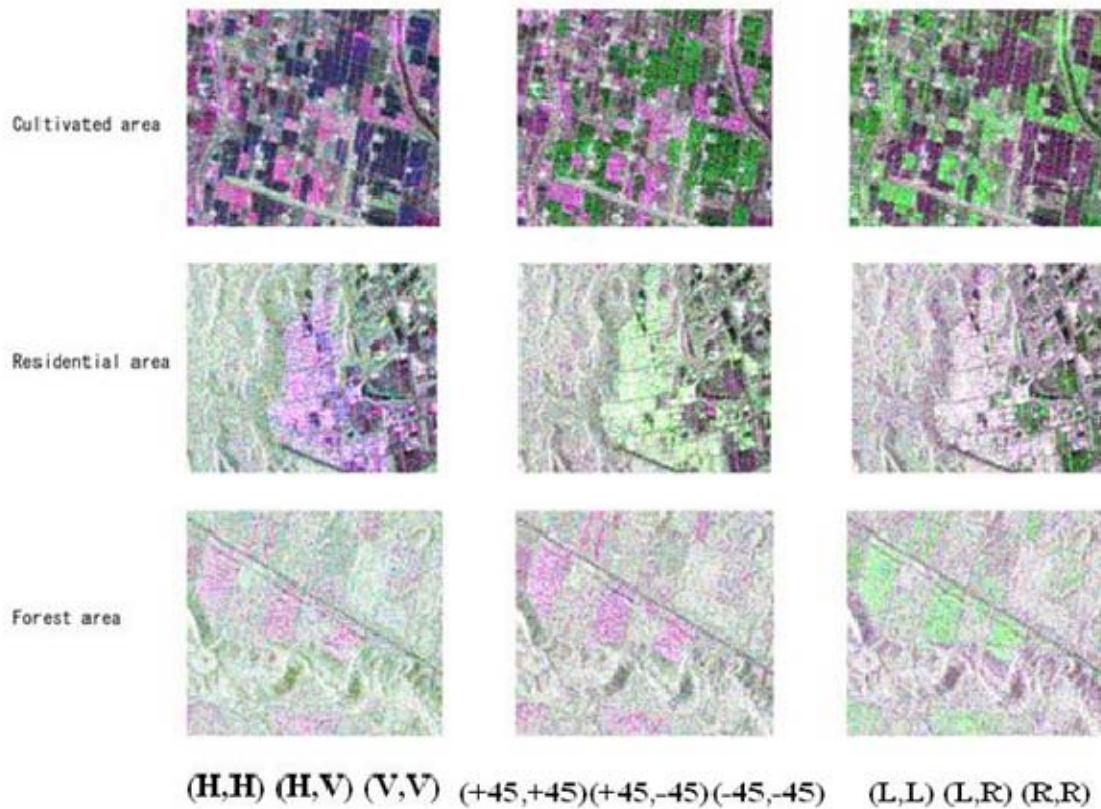 Cultivated area
Residential area
Forest area
(H,H) (H,V) (V,V) (+45,+45)(+45,-45)(-45,-45) (L,L) (L,R) (R,R)